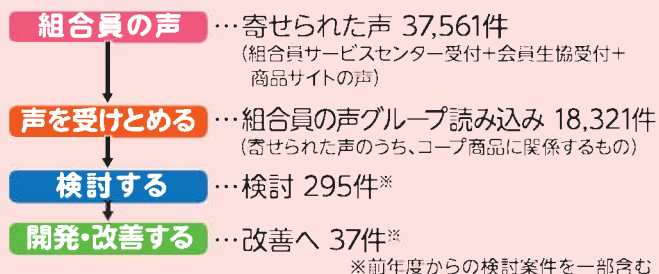 組合員の声 …寄せられた声 37,561件
(組合員サービスセンター受付+会員生協受付+
商品サイトの声)
声を受けとめる …組合員の声グループ読み込み 18,321件
(寄せられた声のうち、コープ商品に関係するもの)
検討する …検討 295件※
開発・改善する …改善へ 37件※
※前年度からの検討案件を一部含む